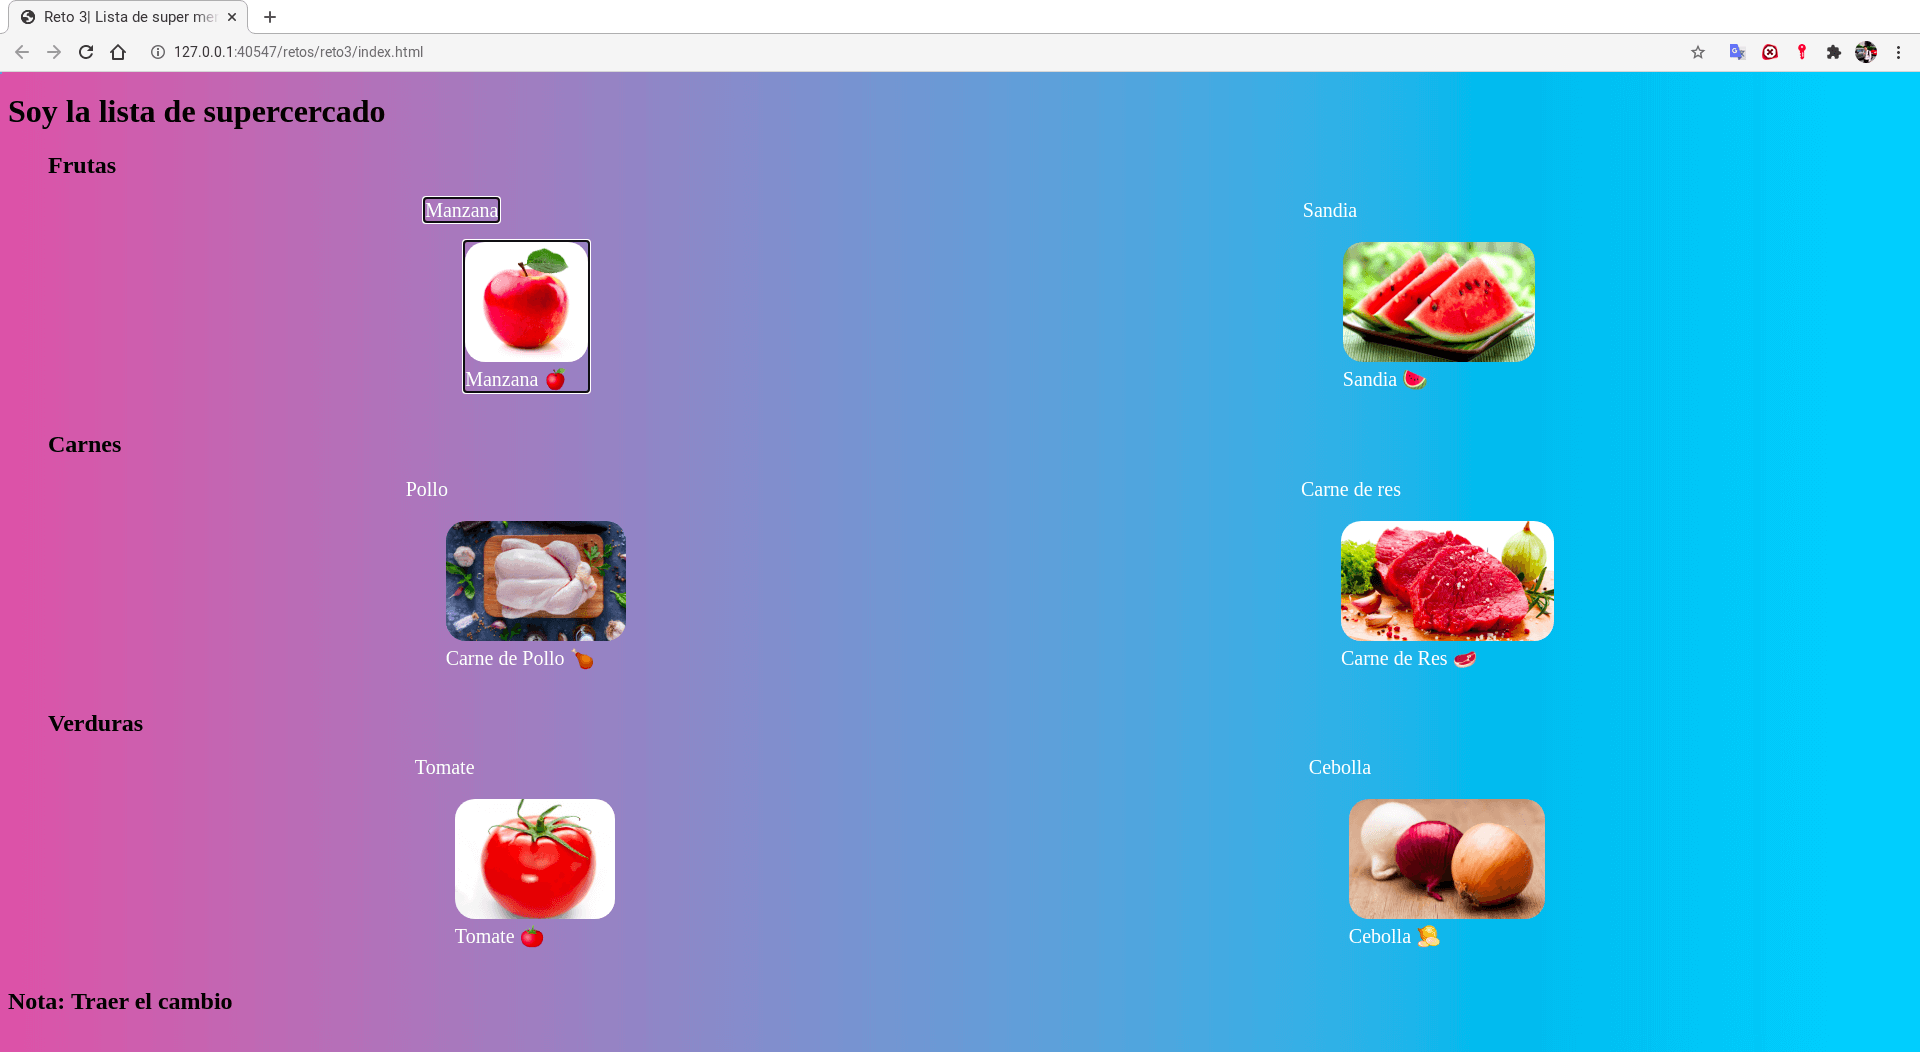 Reto 3| Lista de super mer
127.0.0.1:40547/retos/reto3/index.html
Soy la lista de supercercado
Frutas
Manzana Sandia
Manzana 🍎 Sandia 🍉
Carnes
Pollo Carne de res
Carne de Pollo 🍗 Carne de Res 🥩
Verduras
Tomate Cebolla
Tomate 🍅 Cebolla
Nota: Traer el cambio